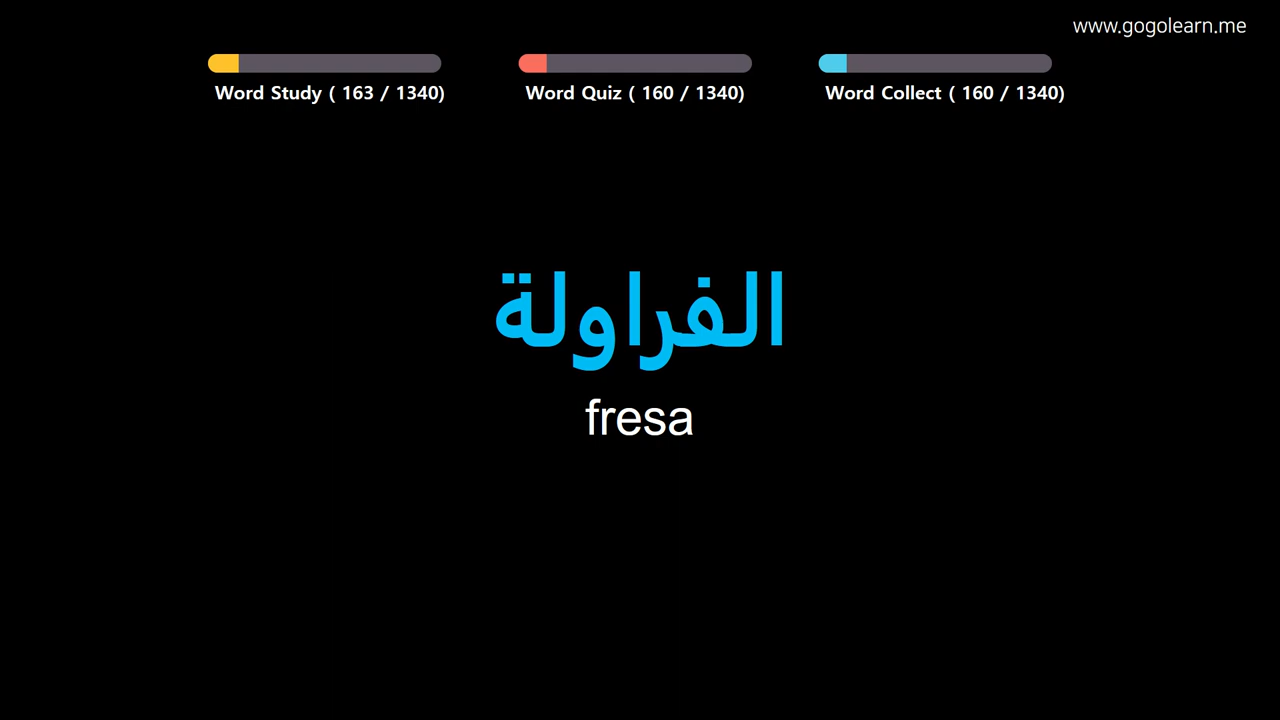 www.gogolearn.me
Word Study ( 163 / 1340)
Word Quiz ( 160 / 1340)
Word Collect ( 160 / 1340)
الفراولة
fresa